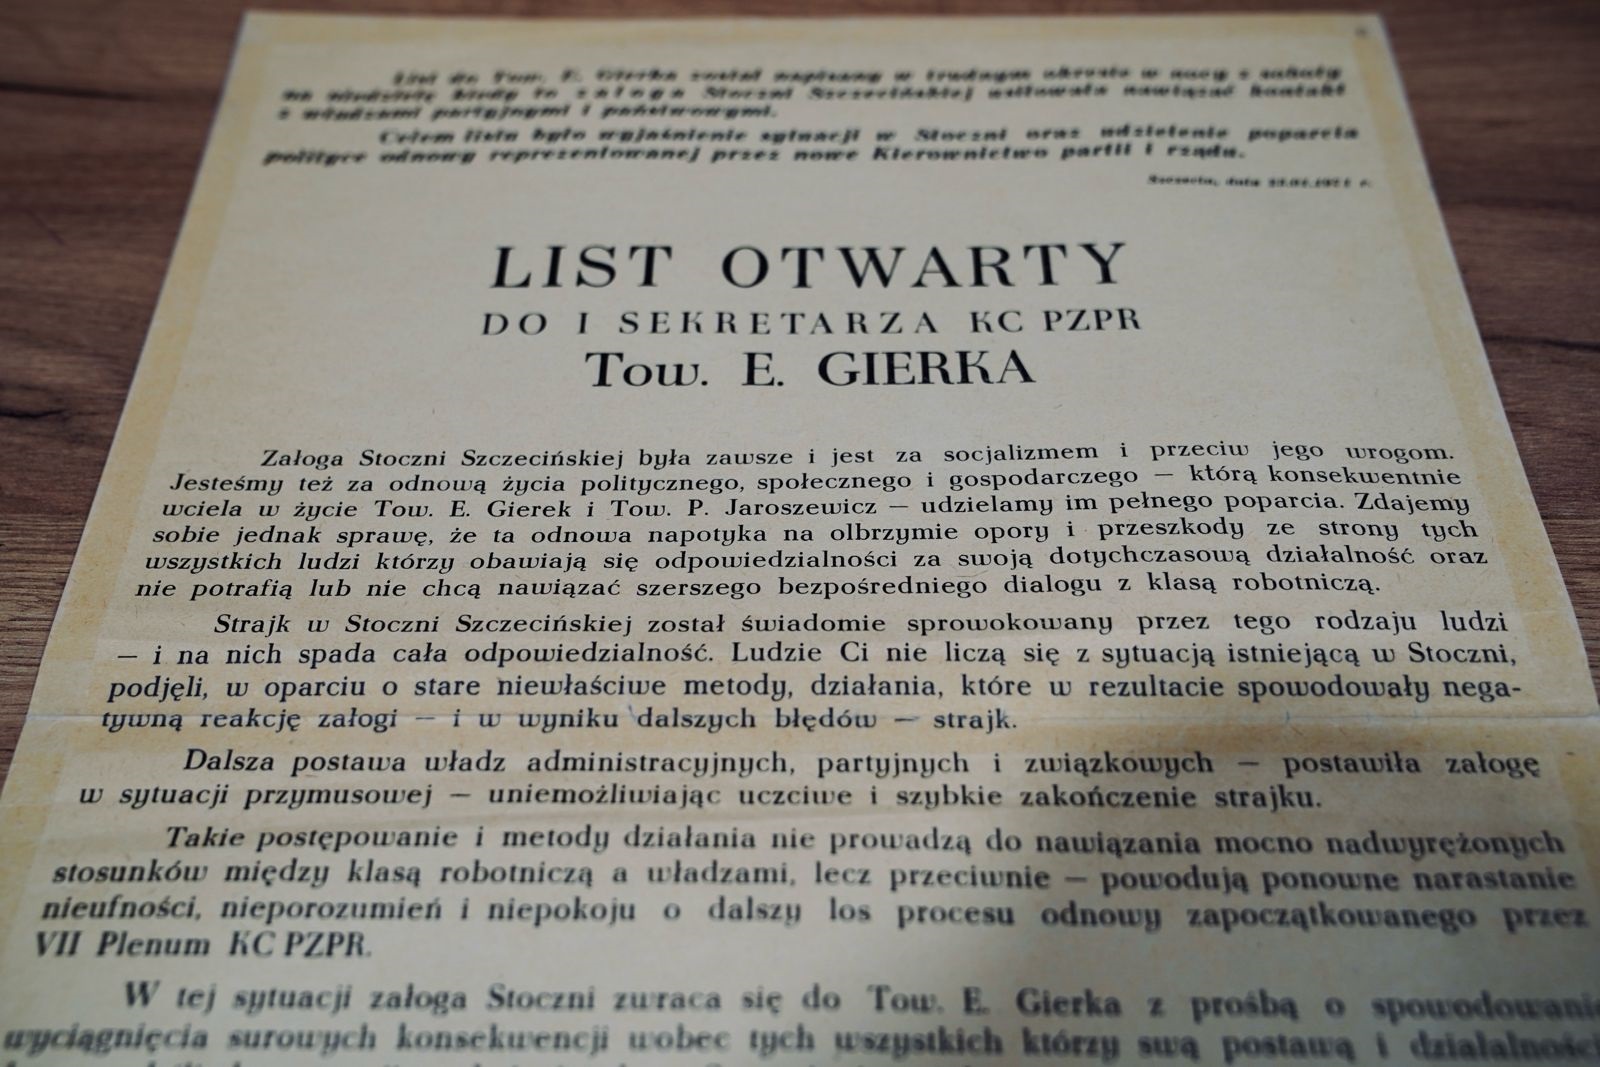 List do Tow. E. Gierka został napisany w trudnym okresie w nocy z soboty
na niedzielę kiedy to załoga Stoczni Szczecińskiej usiłowała nawiązać kontakt
z władzami partyjnymi i państwowymi.
Celem listu było wyjaśnienie sytuacji w Stoczni oraz udzielenie poparcia
polityce odnowy reprezentowanej przez nowe Kierownictwo partii i rządu.
Szczecin, dnia
LIST OTWARTY
DO I SEKRETARZA KC PZPR
Tow. E. GIERKA
Załoga Stoczni Szczecińskiej była zawsze i jest za socjalizmem i przeciw jego wrogom.
Jesteśmy też za odnową życia politycznego, społecznego i gospodarczego — którą konsekwentnie
wciela w życie Tow. E. Gierek i Tow. P. Jaroszewicz — udzielamy im pełnego poparcia. Zdajemy
sobie jednak sprawę, że ta odnowa napotyka na olbrzymie opory i przeszkody ze strony tych
wszystkich ludzi którzy obawiają się odpowiedzialności za swoją dotychczasową działalność oraz
nie potrafią lub nie chcą nawiązać szerszego bezpośredniego dialogu z klasą robotniczą.
Strajk w Stoczni Szczecińskiej został świadomie sprowokowany przez tego rodzaju ludzi
— i na nich spada cała odpowiedzialność. Ludzie Ci nie liczą się z sytuacją istniejącą w Stoczni,
podjęli, w oparciu o stare niewłaściwe metody, działania, które w rezultacie spowodowały nega-
tywną reakcję załogi — i w wyniku dalszych błędów — strajk.
Dalsza postawa władz administracyjnych, partyjnych i związkowych — postawiła załogę
w sytuacji przymusowej — uniemożliwiając uczciwe i szybkie zakończenie strajku.
Takie postępowanie i metody działania nie prowadzą do nawiązania mocno nadwyrężonych
stosunków między klasą robotniczą a władzami, lecz przeciwnie — powodują ponowne narastanie
nieufności, nieporozumień i niepokoju o dalszy los procesu odnowy zapoczątkowanego przez
VII Plenum KC PZPR.
W tej sytuacji załoga Stoczni zwraca się do Tow. E. Gierka z prośbą o spowodowanie
wyciągnięcia surowych konsekwencji wobec tych wszystkich którzy swą postawą i działalności